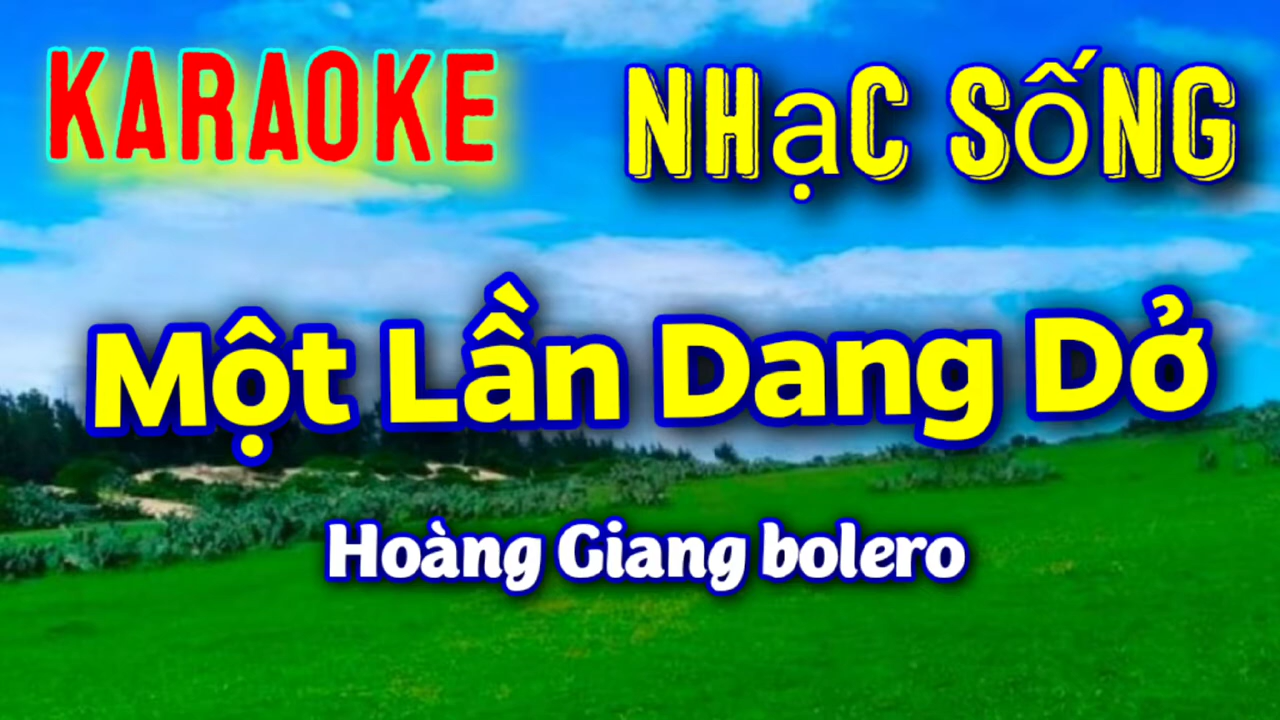 KARAOKE NHẠC SỐNG
Một Lần Dang Dở
Hoàng Giang bolero